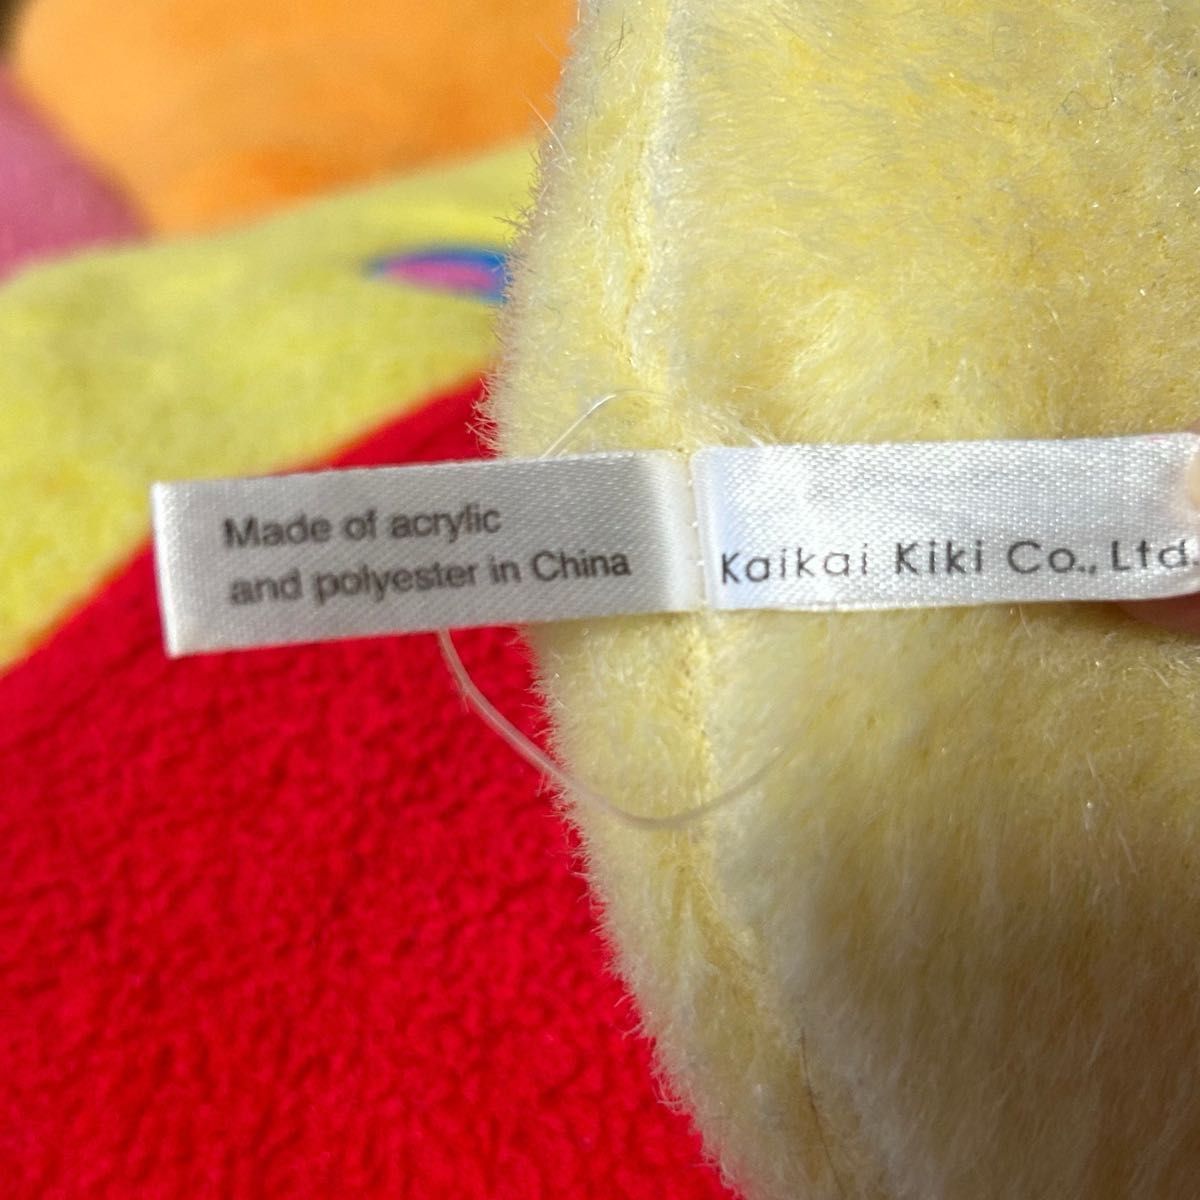 Made of acrylic
and polyester in China
Kaikai Kiki Co., Ltd.